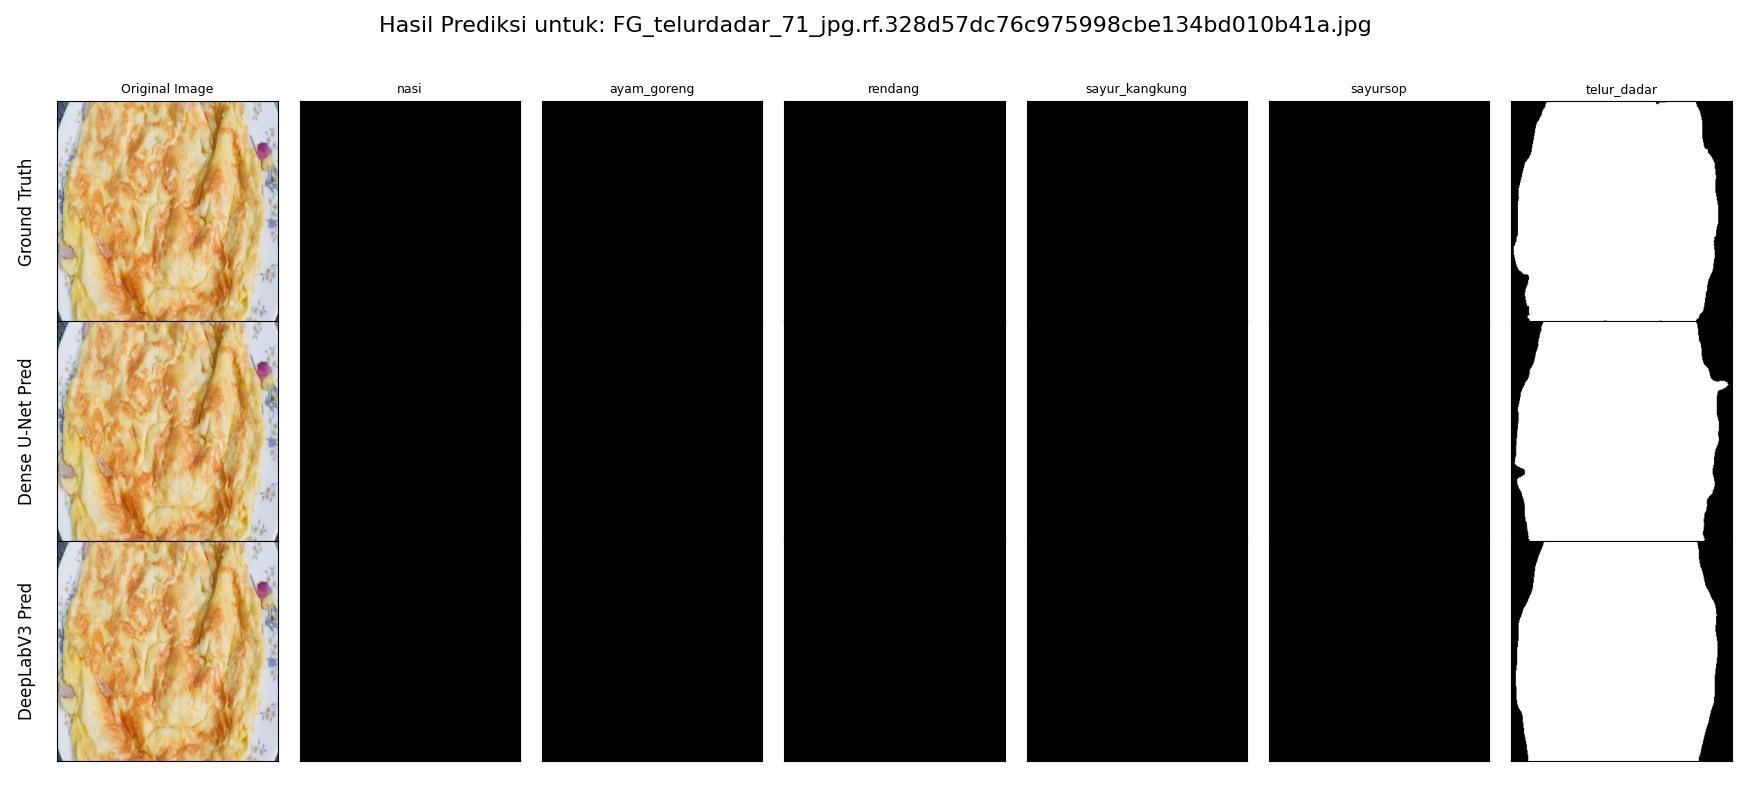 Hasil Prediksi untuk: FG_telurdadar_71_jpg.rf.328d57dc76c975998cbe134bd010b41a.jpg
Original Image nasi ayam_goreng rendang sayur_kangkung sayursop telur_dadar
Ground Truth
Dense U-Net Pred
DeepLabV3 Pred